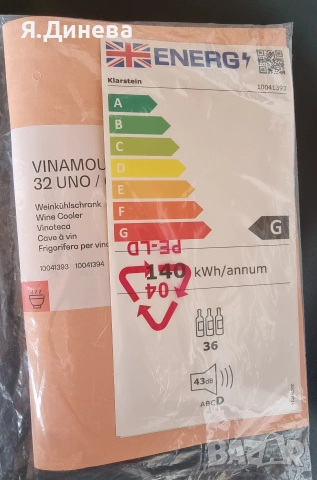 Я.Динева
ENERG
Klarstein
10041393
A
B
C
D
E
F
G
G
VINAMOU
32 UNO /
Weinkühlschrank
Wine Cooler
Vinoteca
Cave à vin
Frigorifero per vino
10041393 10041394
PE-LD
04
140 kWh/annum
36
43dB
ABCD
BAZAR